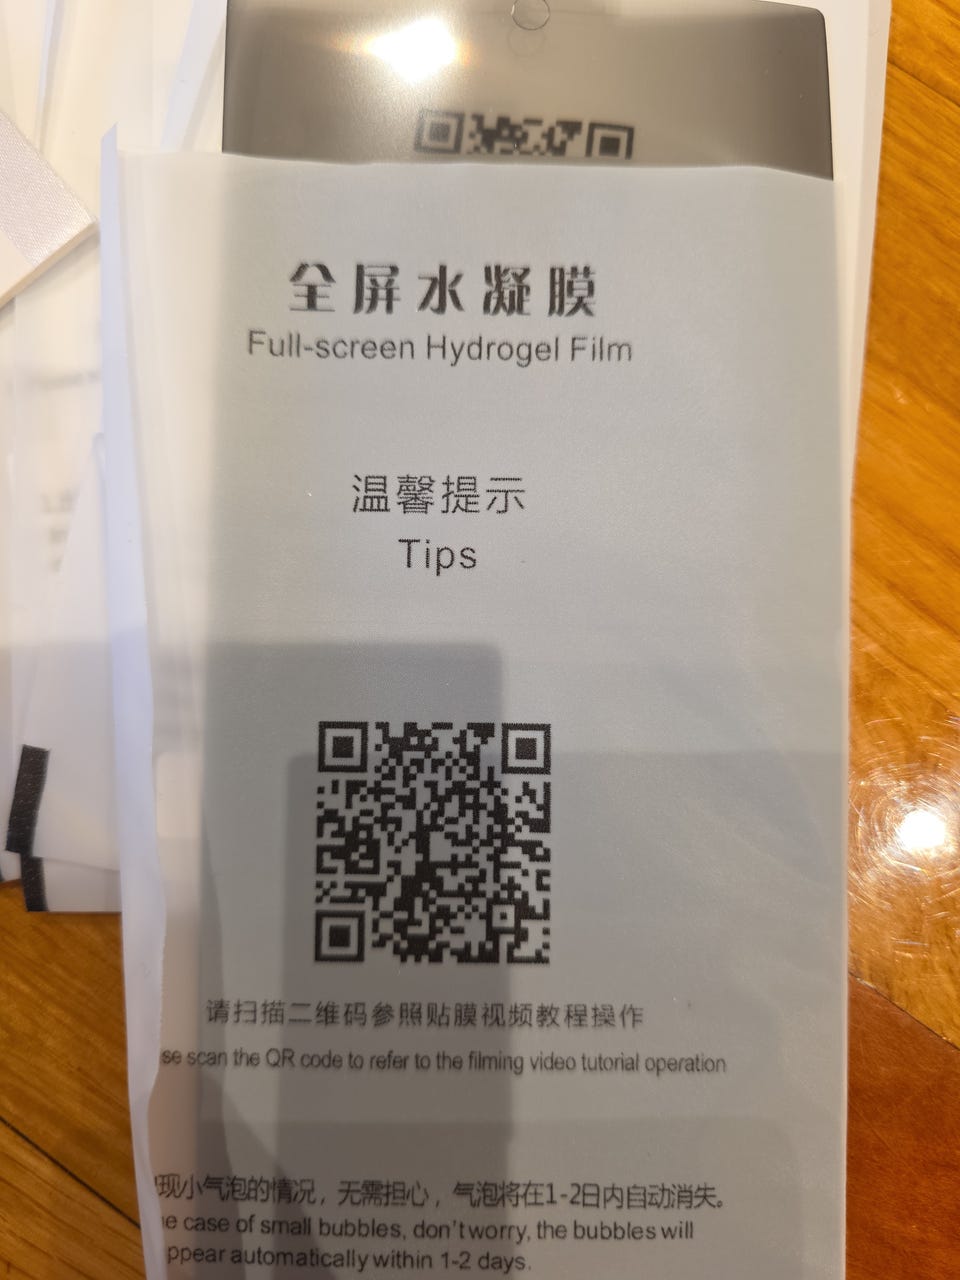 全屏水凝膜
Full-screen Hydrogel Film
温馨提示
Tips
请扫描二维码参照贴膜视频教程操作
scan the QR code to refer to the filming video tutorial operation
现小气泡的情况，无需担心，气泡将在1-2日内自动消失。
case of small bubbles, don't worry, the bubbles will
automatically within 1-2 days.